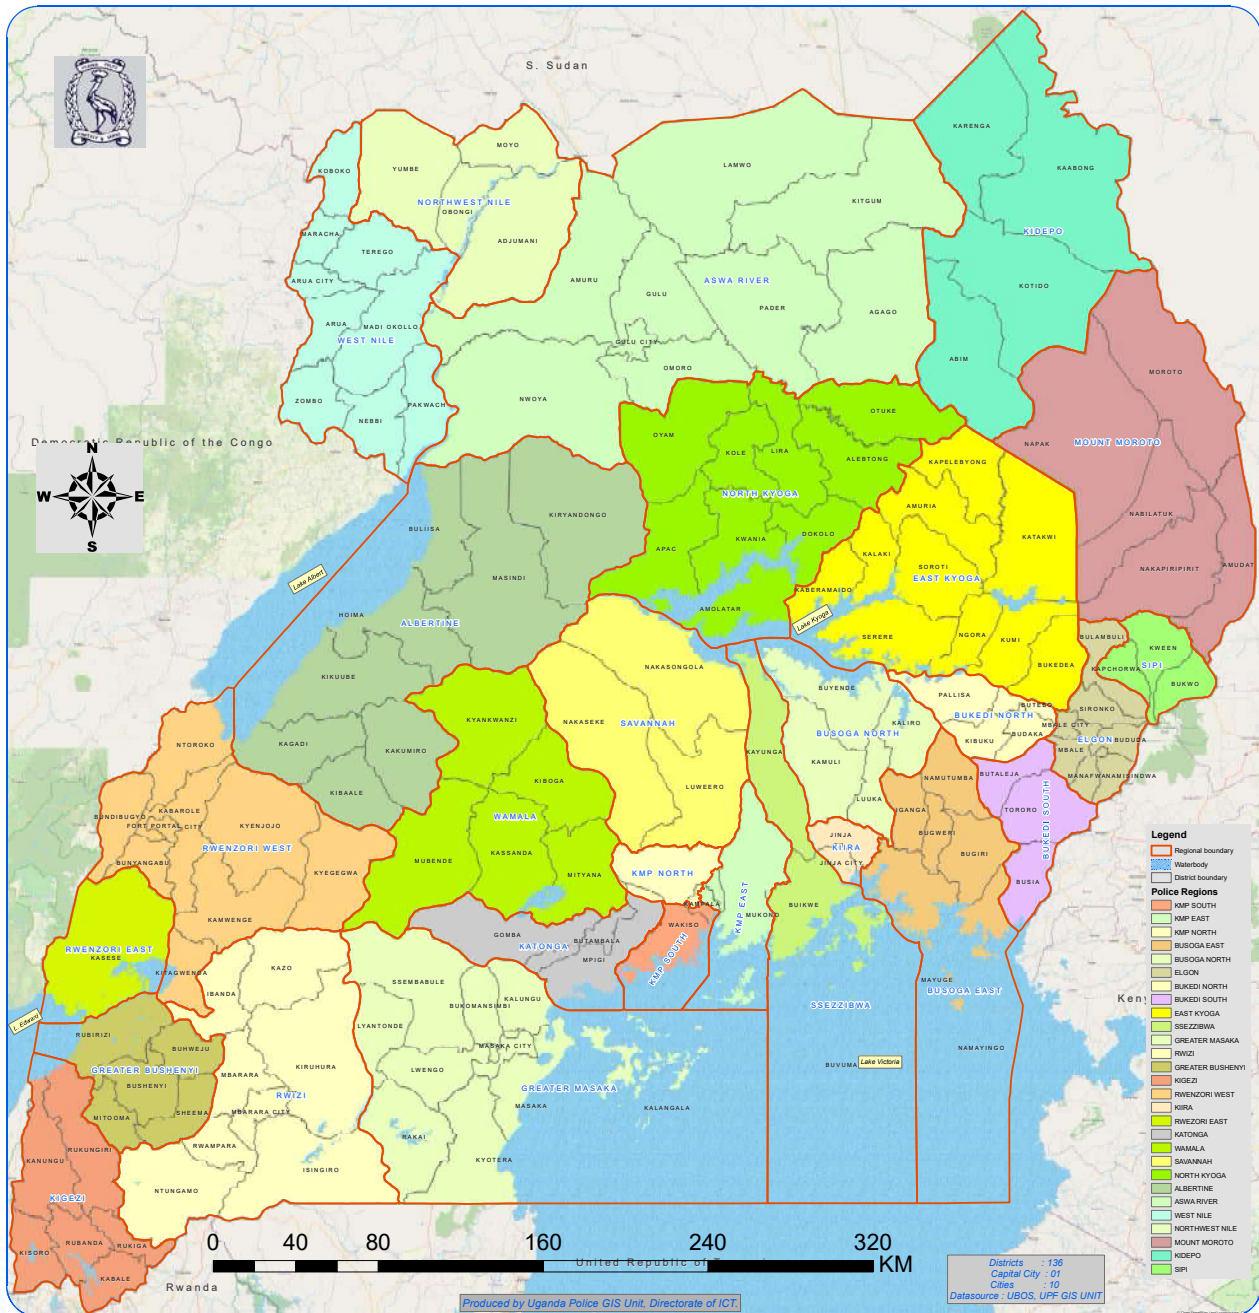 S. Sudan
KARENGA
KAABONG
MOYO
LAMWO
YUMBE
KOBOKO
KITGUM
NORTHWEST NILE
OBONGI
KIDEPO
MARACHA
ADJUMANI
TEREGO
ARUA CITY
AMURU
ASWA RIVER
KOTIDO
GULU
PADER
AGAGO
ARUA
MADI OKOLLO
WEST NILE
GULU CITY
ABIM
OMORO
MOROTO
ZOMBO
PAKWACH
NWOYA
NEBBI
OTUKE
OYAM
Democratic Republic of the Congo
NAPAK
MOUNT MOROTO
KOLE
LIRA
ALEBTONG
KAPELEBYONG
N
W
E
S
NORTH KYOGA
AMURIA
KIRYANDONGO
NABILATUK
BULIISA
DOKOLO
KWANIA
KATAKWI
APAC
KALAKI
SOROTI
NAKAPIRIPIRIT
AMUDAT
EAST KYOGA
MASINDI
Lake Albert
KABERAMAIDO
AMOLATAR
HOIMA
Lake Kyoga
ALBERTINE
SERERE
NGORA
KUMI
BULAMBULI
KWEEN
NAKASONGOLA
BUKEDEA
KAPCHORWA
SIPI
KIKUUBE
BUKWO
BUYENDE
PALLISA
KYANKWANZI
NAKASEKE
SAVANNAH
BUTEBO
SIRONKO
BUKEDI NORTH
KALIRO
MBALE CITY
NTOROKO
KAGADI
BUSOGA NORTH
KIBUKU
BUDAKA
ELGON
BUDUDA
KAKUMIRO
KAYUNGA
MBALE
KAMULI
KIBOGA
NAMUTUMBA
BUTALEJA
MANAFWA
NAMISINDWA
LUWEERO
KIBAALE
LUUKA
KABAROLE
IGANGA
TORORO
BUNDIBUGYO
WAMALA
FORT PORTAL CITY
KYENJOJO
BUGWERI
BUKEDI SOUTH
JINJA
RWENZORI WEST
KASSANDA
KIIRA
BUGIRI
BUNYANGABU
MUBENDE
JINJA CITY
KYEGEGWA
MITYANA
KMP NORTH
BUSIA
KAMPALA
BUIKWE
MUKONO
KMP EAST
KAMWENGE
WAKISO
GOMBA
BUTAMBALA
RWENZORI EAST
KATONGA
KASESE
MPIGI
KMP SOUTH
KITAGWENDA
KAZO
SSEMBABULE
MAYUGE
BUSOGA EAST
IBANDA
KALUNGU
Keny
BUKOMANSIMBI
SSEZZIBWA
L. Edward
LYANTONDE
RUBIRIZI
MASAKA CITY
NAMAYINGO
BUHWEJU
BUVUMA
Lake Victoria
KIRUHURA
GREATER BUSHENYI
LWENGO
MBARARA
BUSHENYI
GREATER MASAKA
RWIZI
MASAKA
KALANGALA
MITOOMA
SHEEMA
MBARARA CITY
RAKAI
RWAMPARA
RUKUNGIRI
KANUNGU
KYOTERA
ISINGIRO
NTUNGAMO
KIGEZI
RUBANDA
RUKIGA
KISORO
KABALE
Rwanda
0 40 80 160 240 320
KM
United Republic of T
Produced by Uganda Police GIS Unit, Directorate of ICT.
Districts : 136
Capital City : 01
Cities : 10
Datasource : UBOS, UPF GIS UNIT
Legend
Regional boundary
Waterbody
District boundary
Police Regions
KMP SOUTH
KMP EAST
KMP NORTH
BUSOGA EAST
BUSOGA NORTH
ELGON
BUKEDI NORTH
BUKEDI SOUTH
EAST KYOGA
SSEZZIBWA
GREATER MASAKA
RWIZI
GREATER BUSHENYI
KIGEZI
RWENZORI WEST
KIIRA
RWEZORI EAST
KATONGA
WAMALA
SAVANNAH
NORTH KYOGA
ALBERTINE
ASWA RIVER
WEST NILE
NORTHWEST NILE
MOUNT MOROTO
KIDEPO
SIPI